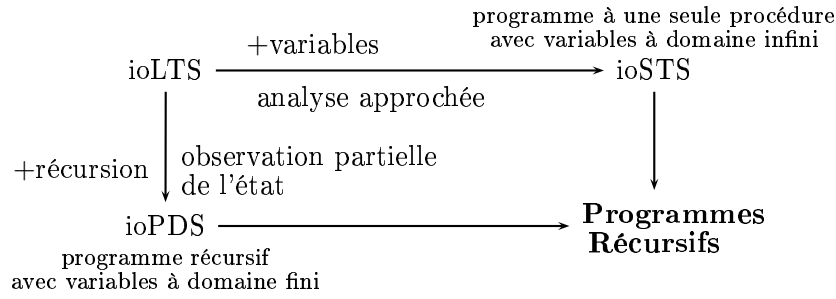 programme à une seule procédure
avec variables à domaine infini
+variables
ioLTS
ioSTS
analyse approchée
+récursion
observation partielle
de l'état
ioPDS
Programmes
Récursifs
programme récursif
avec variables à domaine fini